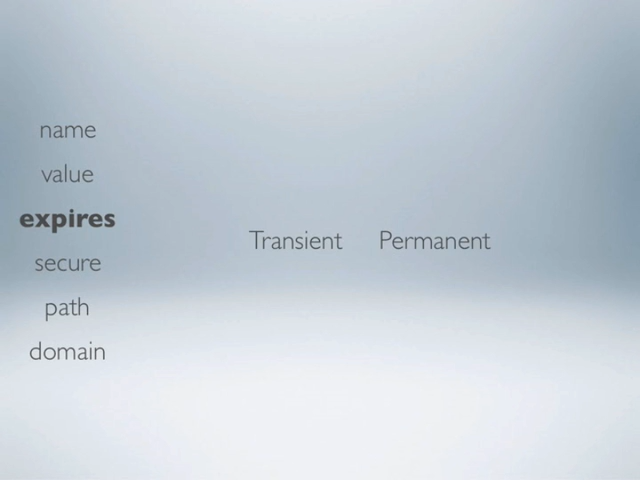 name
value
expires
secure
path
domain
Transient
Permanent